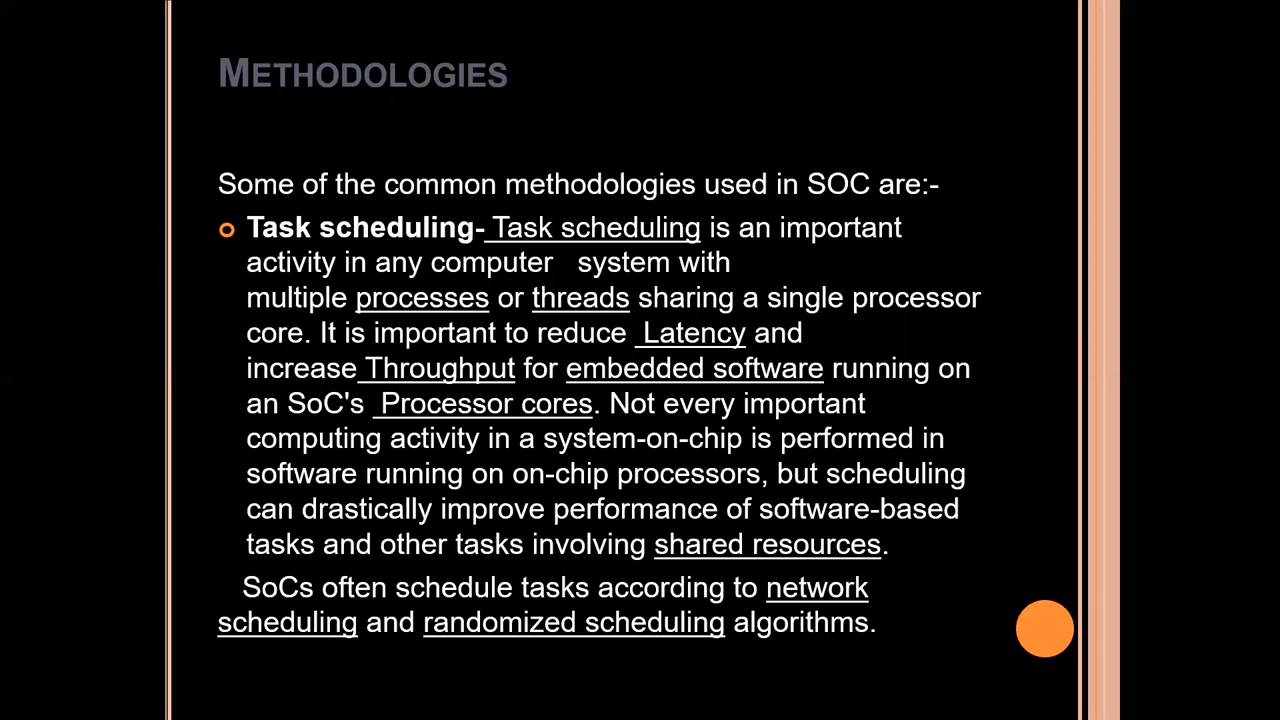 METHODOLOGIES
Some of the common methodologies used in SOC are:-
Task scheduling- Task scheduling is an important
activity in any computer system with
multiple processes or threads sharing a single processor
core. It is important to reduce Latency and
increase Throughput for embedded software running on
an SoC's Processor cores. Not every important
computing activity in a system-on-chip is performed in
software running on on-chip processors, but scheduling
can drastically improve performance of software-based
tasks and other tasks involving shared resources.
SoCs often schedule tasks according to network
scheduling and randomized scheduling algorithms.